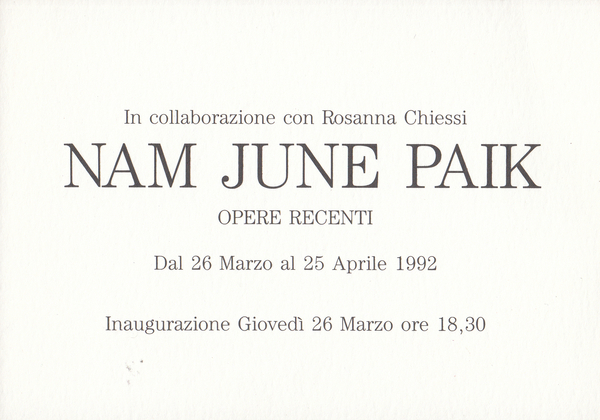 In collaborazione con Rosanna Chiessi
NAM JUNE PAIK
OPERE RECENTI
Dal 26 Marzo al 25 Aprile 1992
Inaugurazione Giovedì 26 Marzo ore 18,30